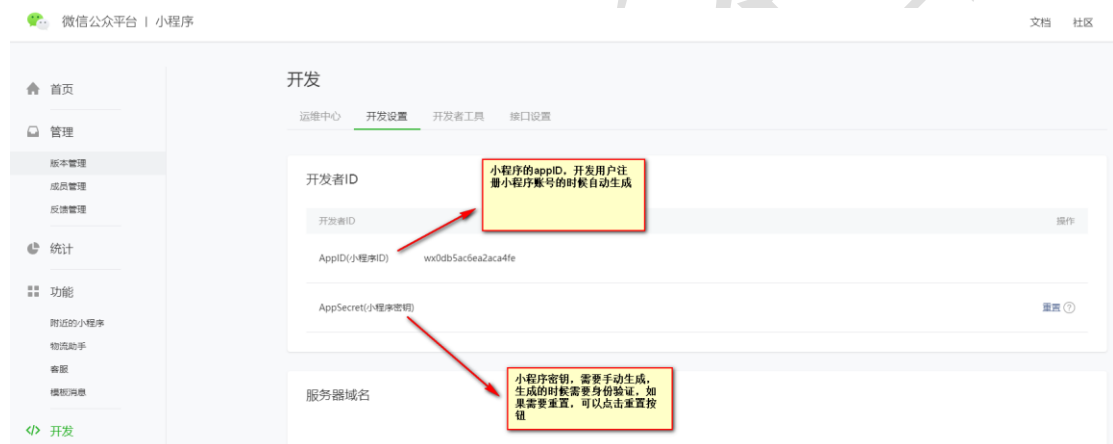 微信公众平台 | 小程序
文档 社区
首页
管理
版本管理
成员管理
反馈管理
统计
功能
附近的小程序
物流助手
客服
模板消息
开发
开发
运维中心 开发设置 开发者工具 接口设置
开发者ID
小程序的appID,开发用户注
册小程序账号的时候自动生成
开发者ID 操作
AppID(小程序ID) wx0db5ac6ea2aca4fe
AppSecret(小程序密钥) 重置
服务器域名
小程序密钥,需要手动生成,
生成的时候需要身份验证,如
果需要重置,可以点击重置按
钮